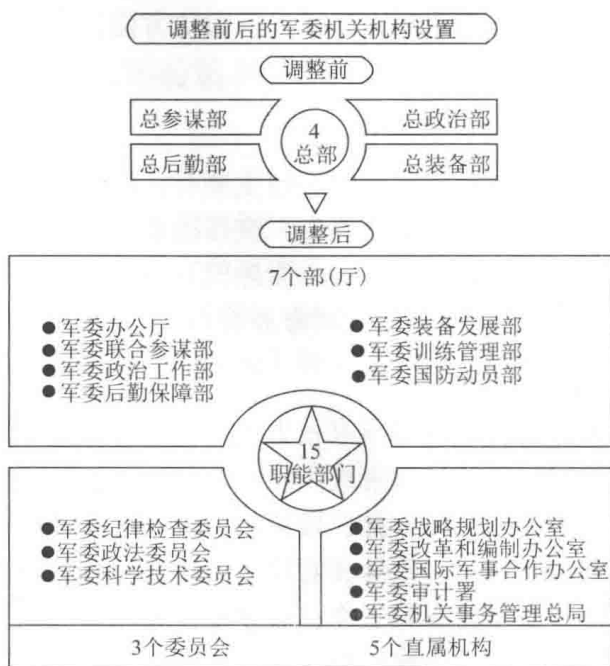 调整前后的军委机关机构设置
调整前
总参谋部
总政治部
4
总部
总后勤部
总装备部
调整后
7个部(厅)
●军委办公厅
●军委联合参谋部
●军委政治工作部
●军委后勤保障部
●军委装备发展部
●军委训练管理部
●军委国防动员部
15
职能部门
●军委纪律检查委员会
●军委政法委员会
●军委科学技术委员会
●军委战略规划办公室
●军委改革和编制办公室
●军委国际军事合作办公室
●军委审计署
●军委机关事务管理总局
3个委员会
5个直属机构